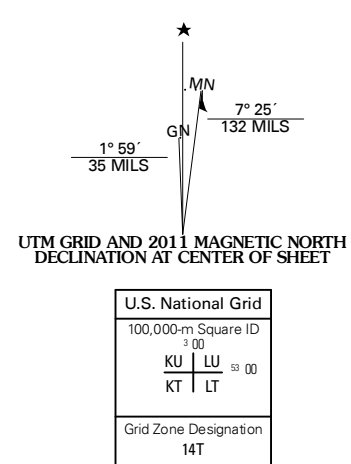 MN
7° 25´
132 MILS
GN
1° 59´
35 MILS
UTM GRID AND 2011 MAGNETIC NORTH
DECLINATION AT CENTER OF SHEET
U.S. National Grid
100,000-m Square ID
3 00
KU LU 53 00
KT LT
Grid Zone Designation
14T